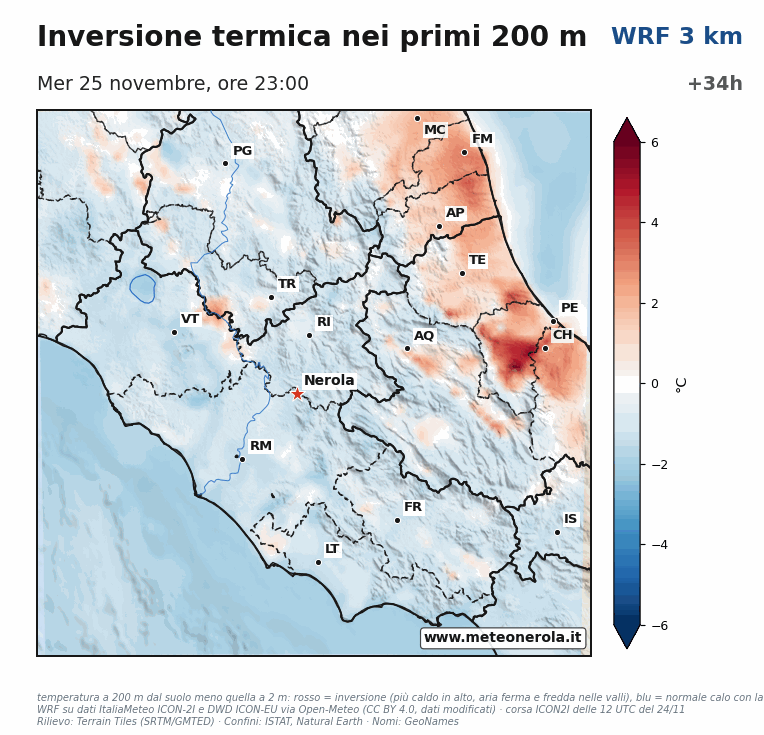 Inversione termica nei primi 200 m WRF 3 km
Mer 25 novembre, ore 23:00 +34h
MC
FM
PG
AP
TE
TR
PE
VT
RI
AQ
CH
Nerola
RM
FR
IS
LT
www.meteonerola.it
6
4
2
0
−2
−4
−6
°C
temperatura a 200 m dal suolo meno quella a 2 m: rosso = inversione (più caldo in alto, aria ferma e fredda nelle valli), blu = normale calo con la
WRF su dati ItaliaMeteo ICON-2I e DWD ICON-EU via Open-Meteo (CC BY 4.0, dati modificati) · corsa ICON2I delle 12 UTC del 24/11
Rilievo: Terrain Tiles (SRTM/GMTED) · Confini: ISTAT, Natural Earth · Nomi: GeoNames